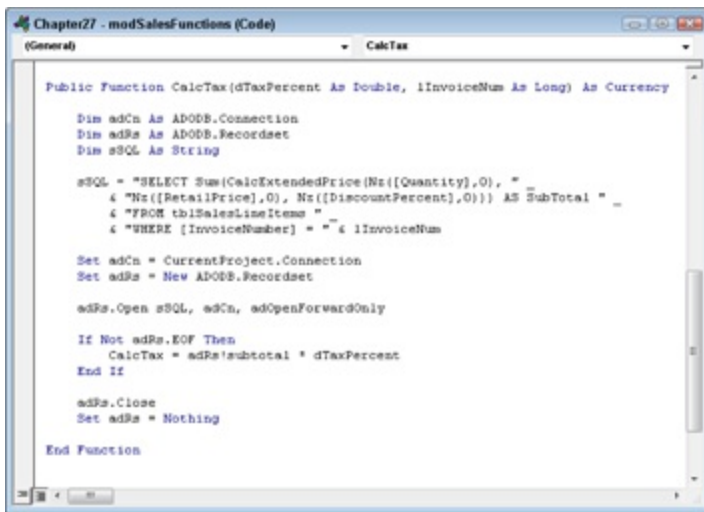 Chapter27 - modSalesFunctions (Code)
(General) CalcTax
Public Function CalcTax(dTaxPercent As Double, lInvoiceNum As Long) As Currency
Dim adCn As ADODB.Connection
Dim adRs As ADODB.Recordset
Dim sSQL As String
sSQL = "SELECT Sum(CalcExtendedPrice(Nz([Quantity],0), " _
& "Nz([RetailPrice],0), Nz([DiscountPercent],0))) AS SubTotal " _
& "FROM tblSalesLineItems " _
& "WHERE [InvoiceNumber] = " & lInvoiceNum
Set adCn = CurrentProject.Connection
Set adRs = New ADODB.Recordset
adRs.Open sSQL, adCn, adOpenForwardOnly
If Not adRs.EOF Then
CalcTax = adRs!subtotal * dTaxPercent
End If
adRs.Close
Set adRs = Nothing
End Function